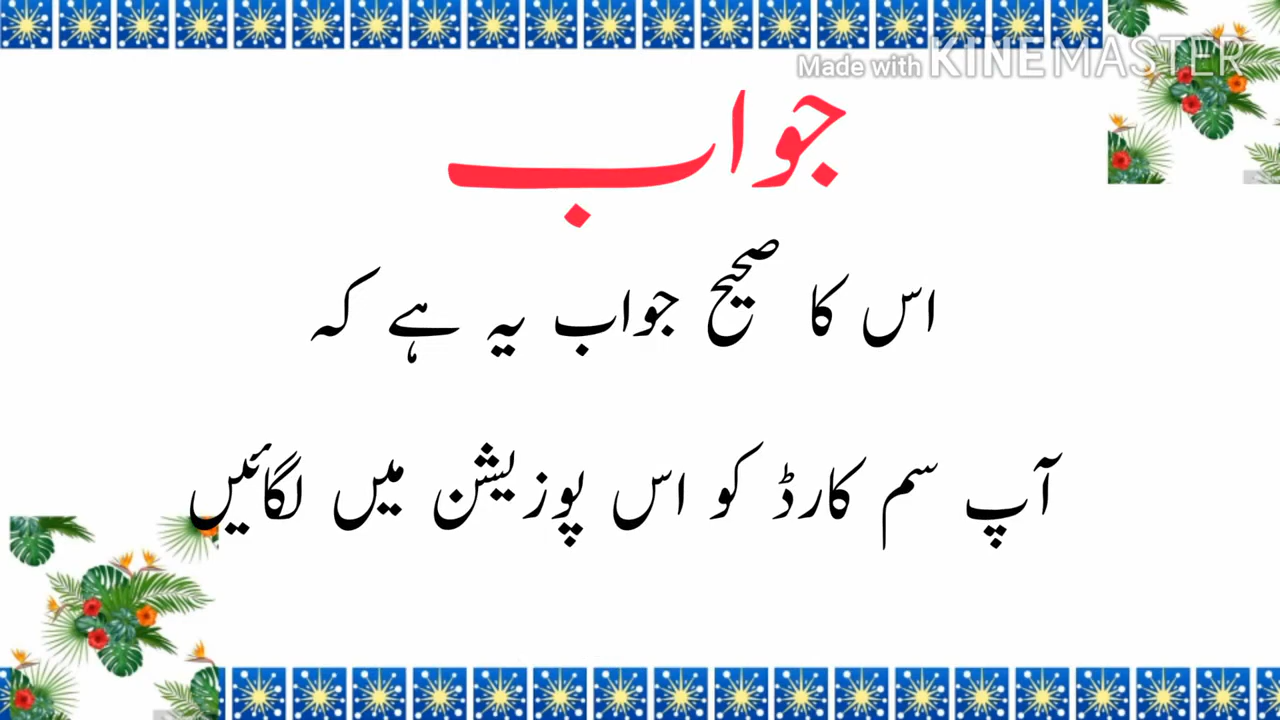 Made with KINEMASTER
جواب
اس کا صحیح جواب یہ ہے کہ
آپ سم کارڈ کو اس پوزیشن میں لگائیں